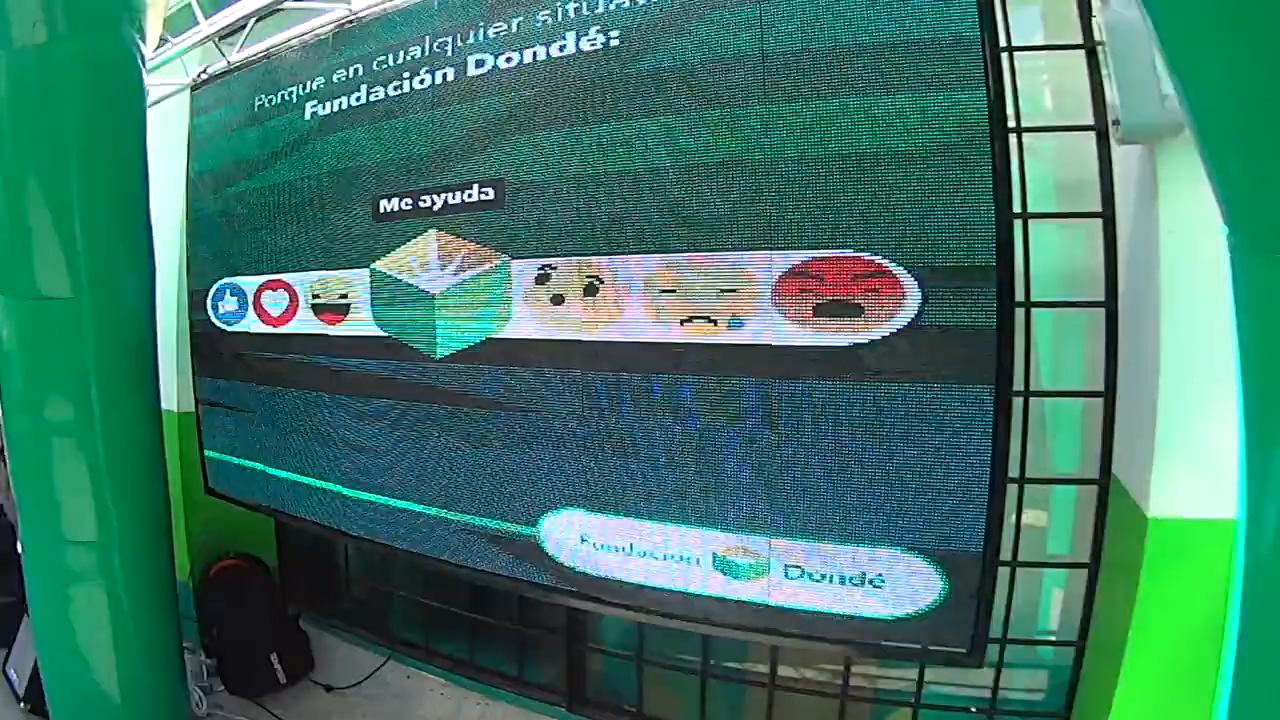 Porque en cualquier
Fundación Dondé:
Me ayuda
Fundación Dondé